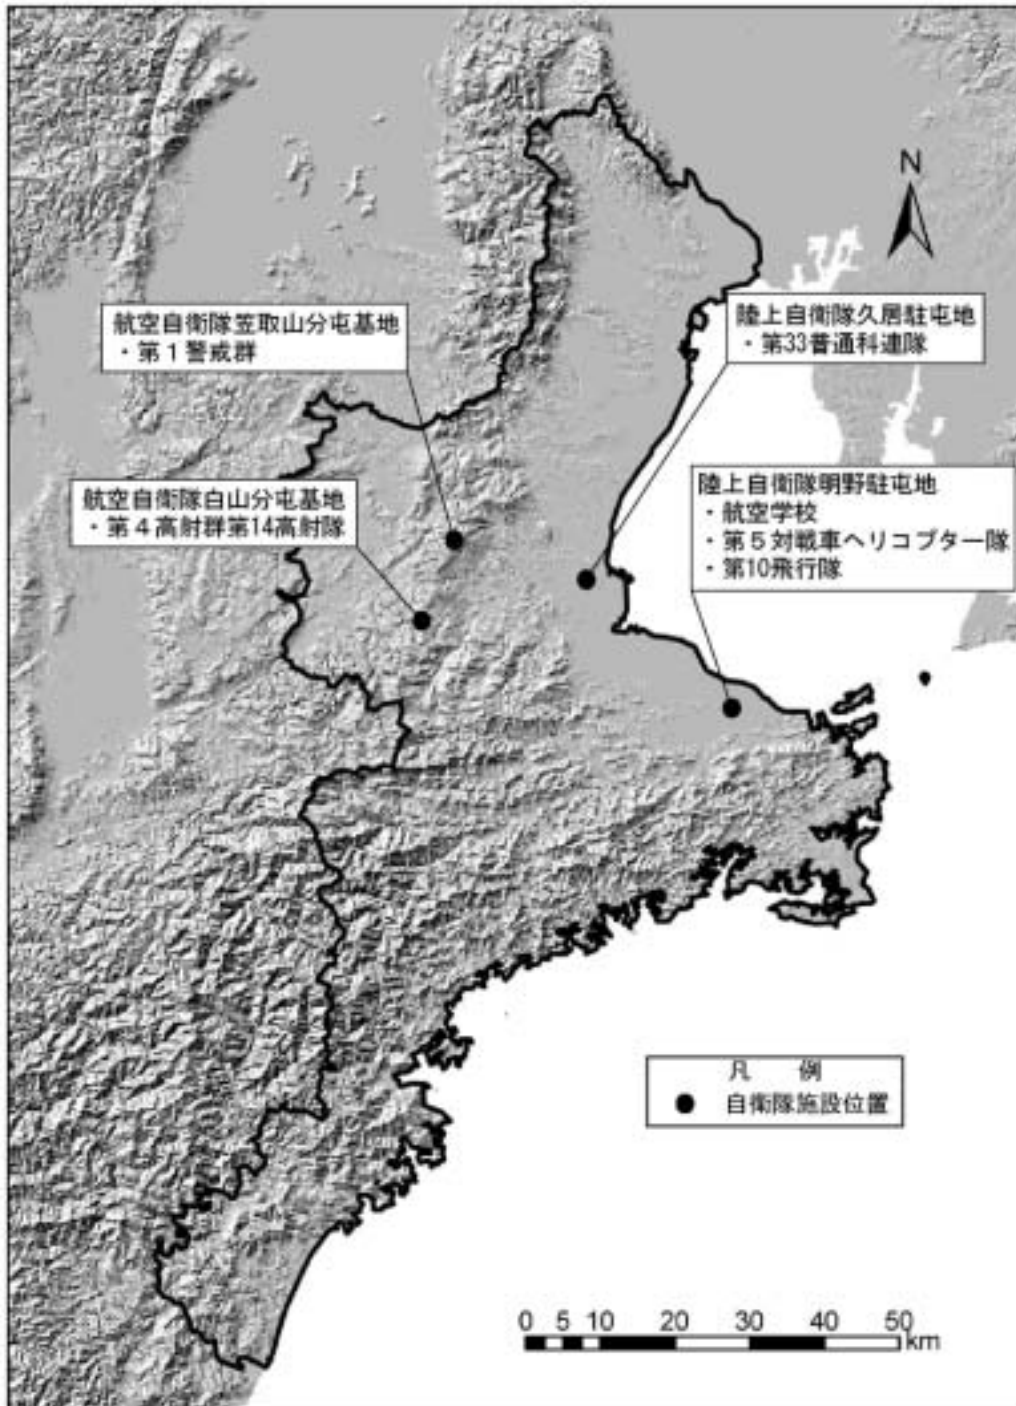 N
航空自衛隊笠取山分屯基地
・第１警戒群
陸上自衛隊久居駐屯地
・第33普通科連隊
航空自衛隊白山分屯基地
・第４高射群第14高射隊
陸上自衛隊明野駐屯地
・航空学校
・第５対戦車ヘリコプター隊
・第10飛行隊
凡 例
自衛隊施設位置
0 5 10 20 30 40 50
km